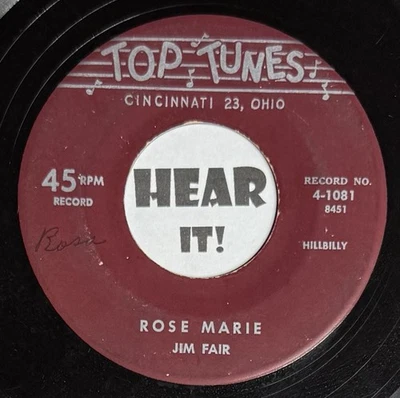 TOP TUNES
CINCINNATI 23, OHIO
45 RPM
RECORD
HEAR
IT!
RECORD NO.
4-1081
8451
HILLBILLY
Rosa
ROSE MARIE
JIM FAIR